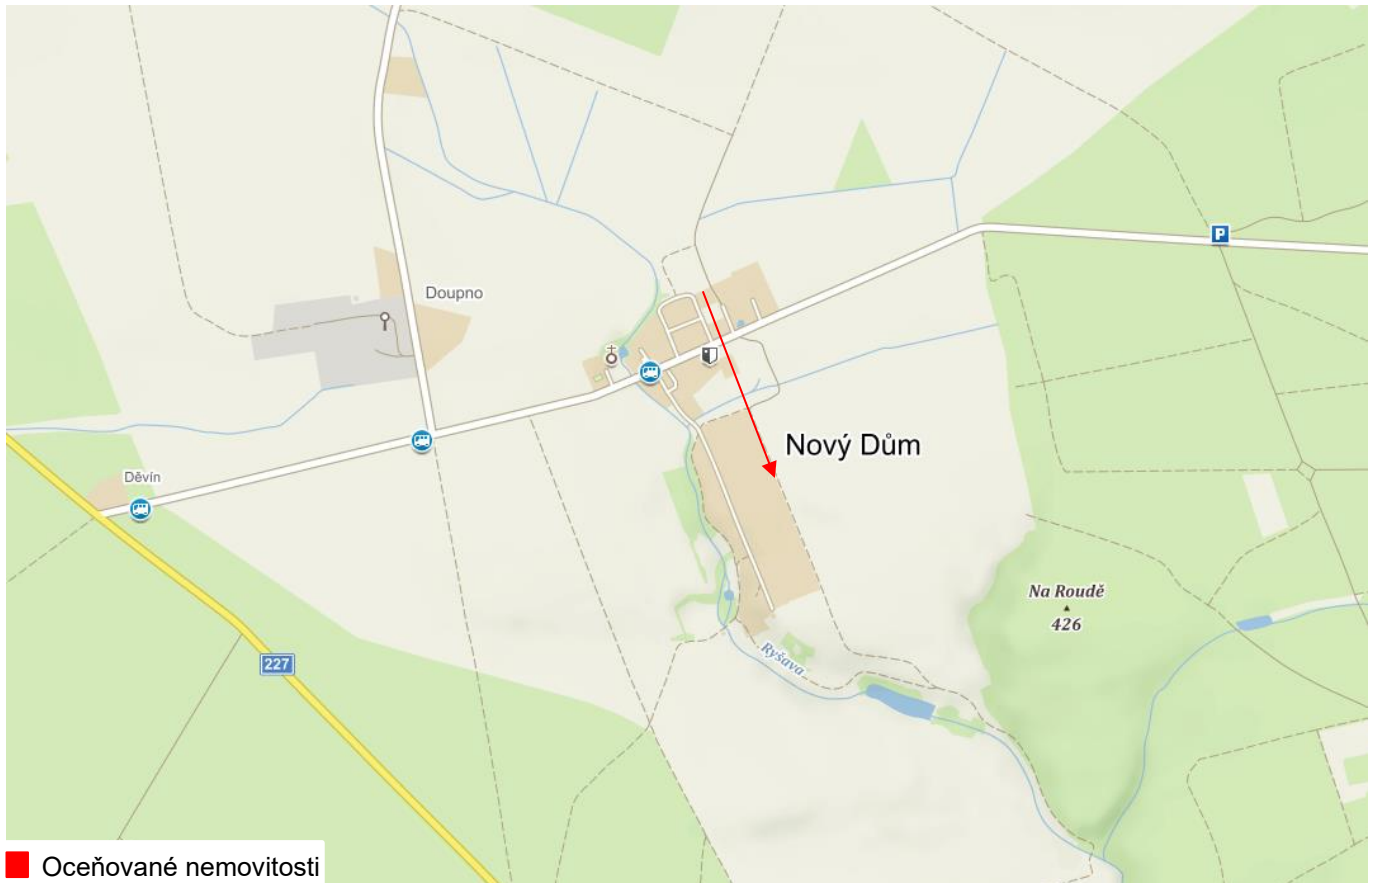 P
Doupno
Nový Dům
Děvín
Na Roudě
426
Ryšava
227
Oceňované nemovitosti